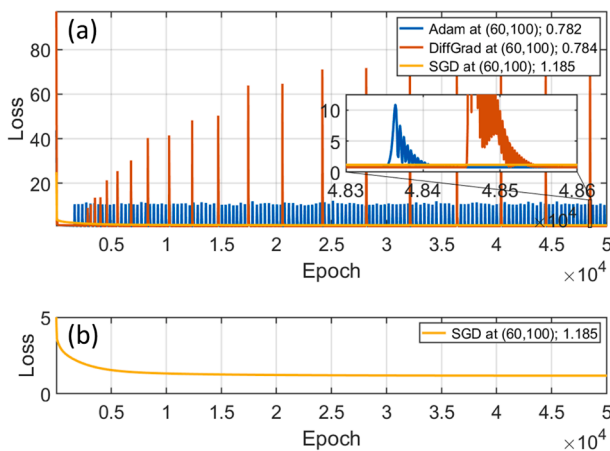 (a)
Adam at (60,100); 0.782
DiffGrad at (60,100); 0.784
SGD at (60,100); 1.185
Loss
80
60
40
20
10
5
0
4.83 4.84 4.85 4.86
×10⁴
0.5 1 1.5 2 2.5 3 3.5 4 4.5 5
Epoch
×10⁴
(b)
SGD at (60,100); 1.185
Loss
5
0
0.5 1 1.5 2 2.5 3 3.5 4 4.5 5
Epoch
×10⁴